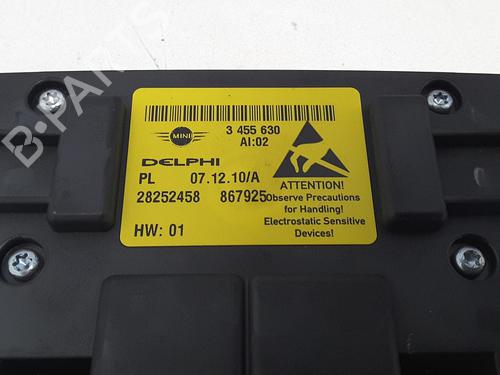 B-PARTS
MINI
3 455 630
AI:02
DELPHI
PL 07.12.10/A
28252458 867925
HW: 01
ATTENTION!
Observe Precautions
for Handling!
Electrostatic Sensitive
Devices!